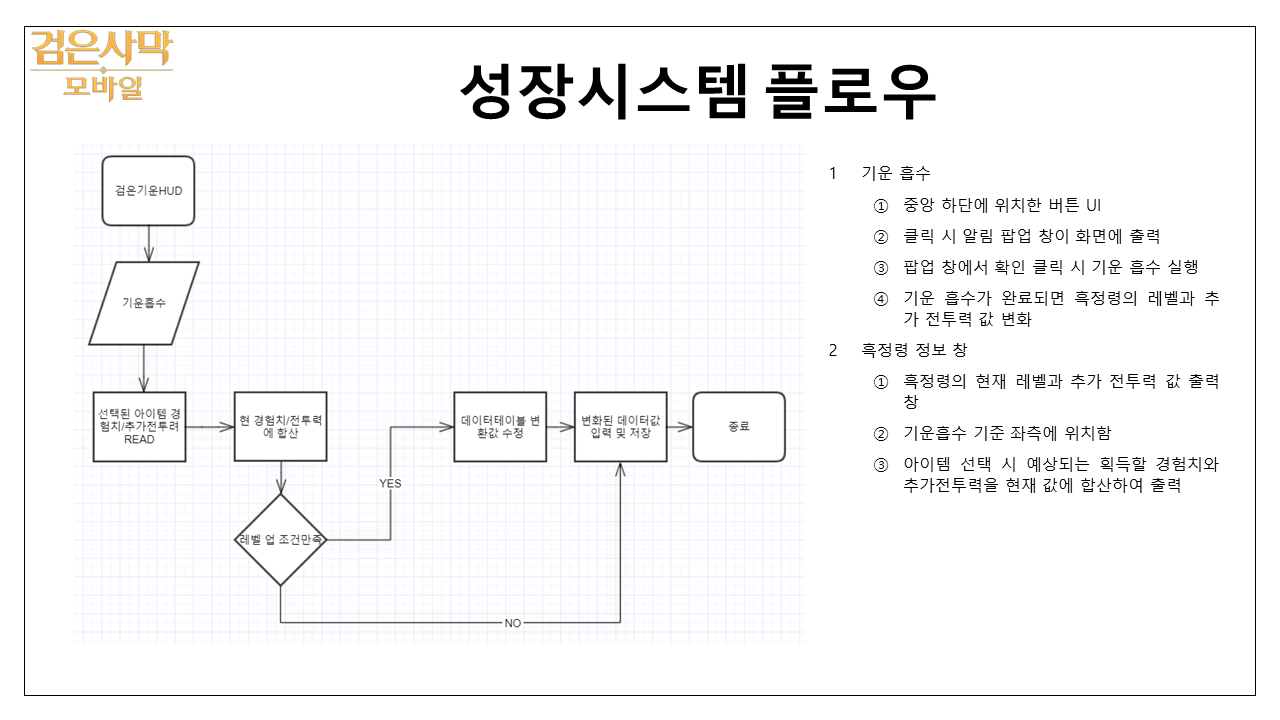 검은사막
모바일
성장시스템 플로우
검은기운HUD
기운흡수
선택된 아이템 경
험치/추가전투려
READ
현 경험치/전투력
에 합산
레벨 업 조건만족
YES
NO
데이터테이블 변
환값 수정
변화된 데이터값
입력 및 저장
종료
1 기운 흡수
① 중앙 하단에 위치한 버튼 UI
② 클릭 시 알림 팝업 창이 화면에 출력
③ 팝업 창에서 확인 클릭 시 기운 흡수 실행
④ 기운 흡수가 완료되면 흑정령의 레벨과 추
가 전투력 값 변화
2 흑정령 정보 창
① 흑정령의 현재 레벨과 추가 전투력 값 출력
창
② 기운흡수 기준 좌측에 위치함
③ 아이템 선택 시 예상되는 획득할 경험치와
추가전투력을 현재 값에 합산하여 출력